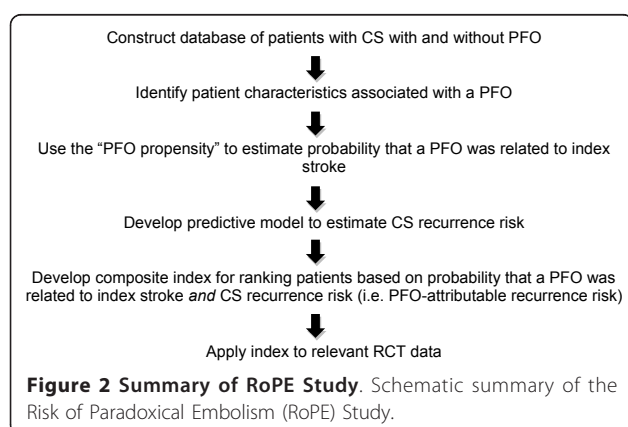 Construct database of patients with CS with and without PFO
Identify patient characteristics associated with a PFO
Use the “PFO propensity” to estimate probability that a PFO was related to index
stroke
Develop predictive model to estimate CS recurrence risk
Develop composite index for ranking patients based on probability that a PFO was
related to index stroke and CS recurrence risk (i.e. PFO-attributable recurrence risk)
Apply index to relevant RCT data
Figure 2 Summary of RoPE Study. Schematic summary of the
Risk of Paradoxical Embolism (RoPE) Study.